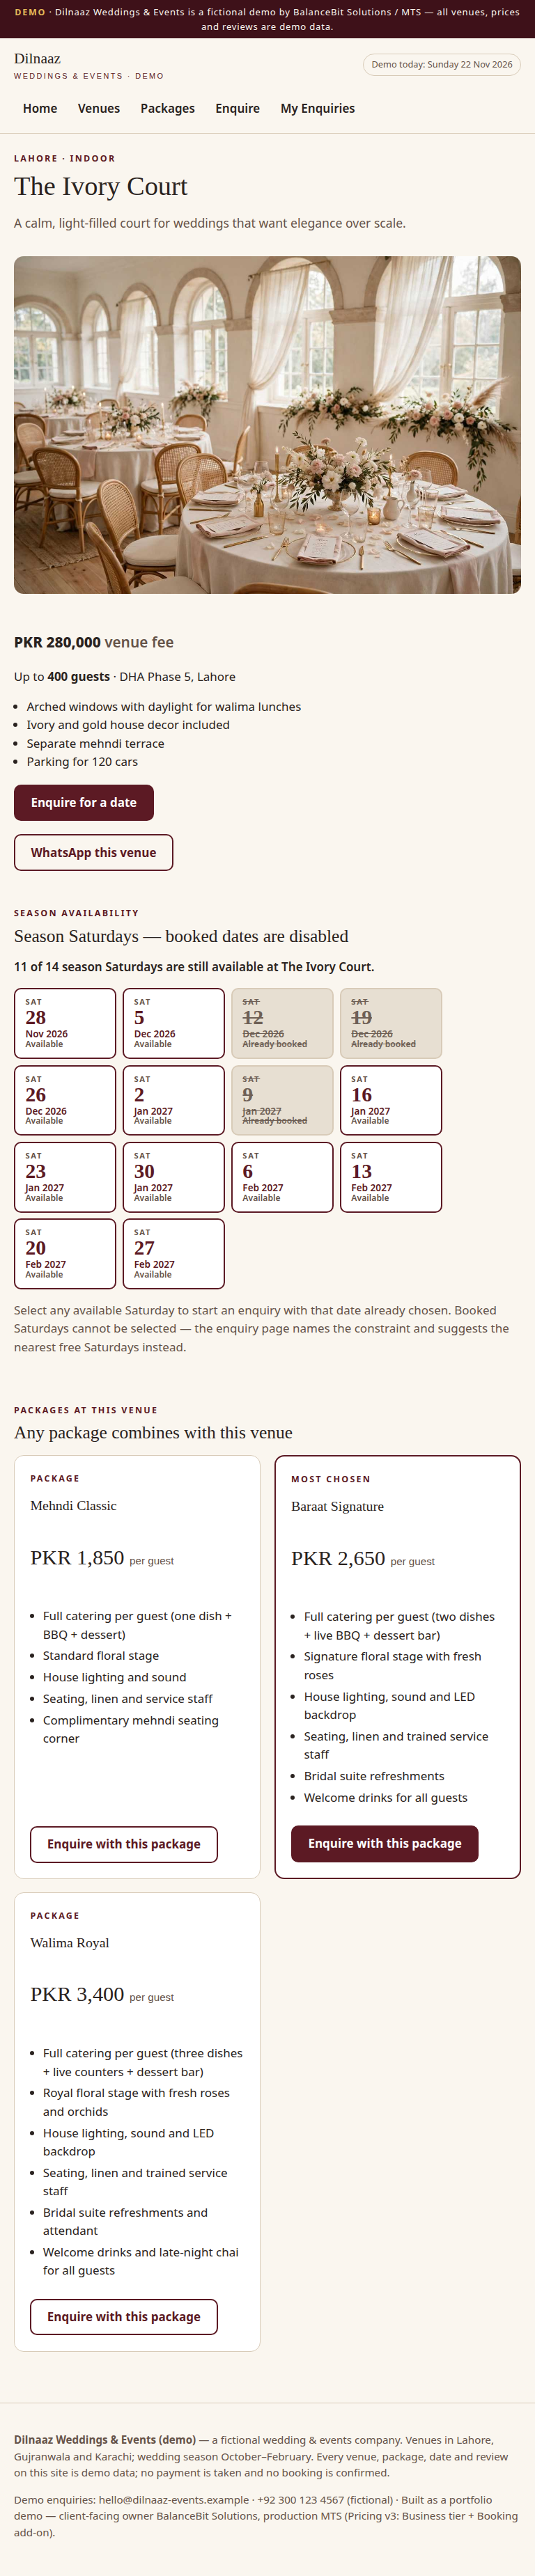 DEMO · Dilnaaz Weddings & Events is a fictional demo by BalanceBit Solutions / MTS — all venues, prices
and reviews are demo data.
Dilnaaz
WEDDINGS & EVENTS · DEMO
Demo today: Sunday 22 Nov 2026
Home Venues Packages Enquire My Enquiries
LAHORE · INDOOR
The Ivory Court
A calm, light-filled court for weddings that want elegance over scale.
PKR 280,000 venue fee
Up to 400 guests · DHA Phase 5, Lahore
• Arched windows with daylight for walima lunches
• Ivory and gold house decor included
• Separate mehndi terrace
• Parking for 120 cars
Enquire for a date
WhatsApp this venue
SEASON AVAILABILITY
Season Saturdays — booked dates are disabled
11 of 14 season Saturdays are still available at The Ivory Court.
SAT
28
Nov 2026
Available
SAT
5
Dec 2026
Available
SAT
12
Dec 2026
Already booked
SAT
19
Dec 2026
Already booked
SAT
26
Dec 2026
Available
SAT
2
Jan 2027
Available
SAT
9
Jan 2027
Already booked
SAT
16
Jan 2027
Available
SAT
23
Jan 2027
Available
SAT
30
Jan 2027
Available
SAT
6
Feb 2027
Available
SAT
13
Feb 2027
Available
SAT
20
Feb 2027
Available
SAT
27
Feb 2027
Available
Select any available Saturday to start an enquiry with that date already chosen. Booked
Saturdays cannot be selected — the enquiry page names the constraint and suggests the
nearest free Saturdays instead.
PACKAGES AT THIS VENUE
Any package combines with this venue
PACKAGE
Mehndi Classic
PKR 1,850 per guest
• Full catering per guest (one dish +
BBQ + dessert)
• Standard floral stage
• House lighting and sound
• Seating, linen and service staff
• Complimentary mehndi seating
corner
Enquire with this package
MOST CHOSEN
Baraat Signature
PKR 2,650 per guest
• Full catering per guest (two dishes
+ live BBQ + dessert bar)
• Signature floral stage with fresh
roses
• House lighting, sound and LED
backdrop
• Seating, linen and trained service
staff
• Bridal suite refreshments
• Welcome drinks for all guests
Enquire with this package
PACKAGE
Walima Royal
PKR 3,400 per guest
• Full catering per guest (three dishes
+ live counters + dessert bar)
• Royal floral stage with fresh roses
and orchids
• House lighting, sound and LED
backdrop
• Seating, linen and trained service
staff
• Bridal suite refreshments and
attendant
• Welcome drinks and late-night chai
for all guests
Enquire with this package
Dilnaaz Weddings & Events (demo) — a fictional wedding & events company. Venues in Lahore,
Gujranwala and Karachi; wedding season October–February. Every venue, package, date and review
on this site is demo data; no payment is taken and no booking is confirmed.
Demo enquiries: hello@dilnaaz-events.example · +92 300 123 4567 (fictional) · Built as a portfolio
demo — client-facing owner BalanceBit Solutions, production MTS (Pricing v3: Business tier + Booking
add-on).